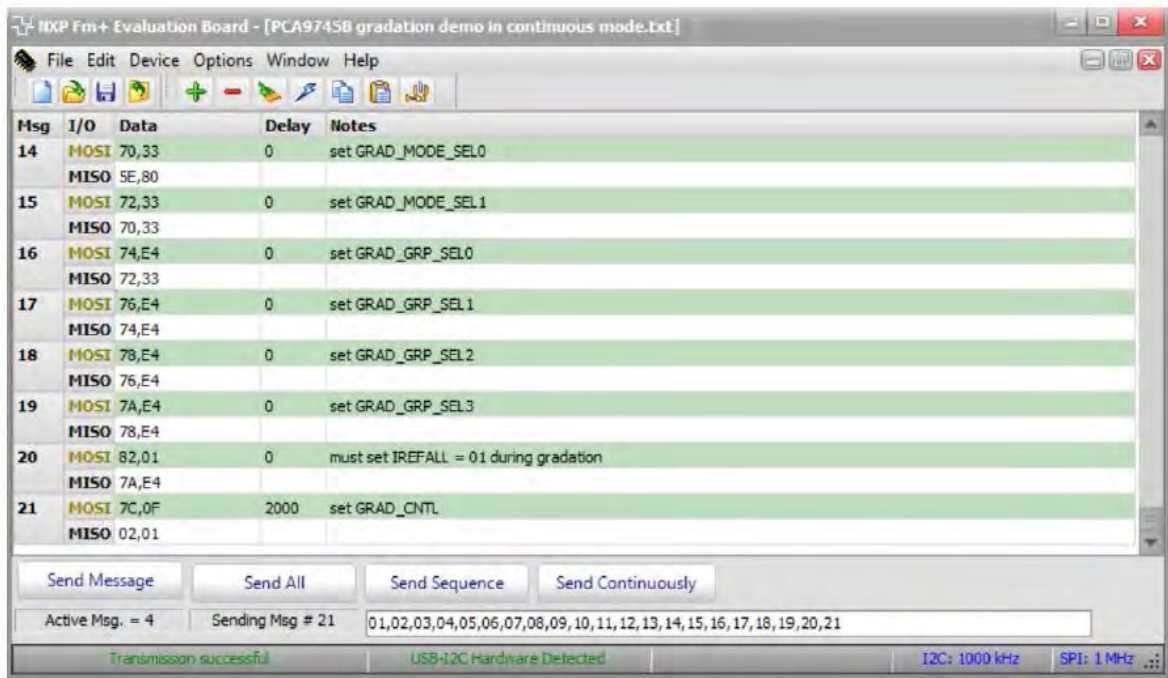 NXP Fm+ Evaluation Board - [PCA9745B gradation demo in continuous mode.txt]
File Edit Device Options Window Help
Msg I/O Data Delay Notes
14 MOSI 70,33 0 set GRAD_MODE_SEL0
MISO 5E,80
15 MOSI 72,33 0 set GRAD_MODE_SEL1
MISO 70,33
16 MOSI 74,E4 0 set GRAD_GRP_SEL0
MISO 72,33
17 MOSI 76,E4 0 set GRAD_GRP_SEL1
MISO 74,E4
18 MOSI 78,E4 0 set GRAD_GRP_SEL2
MISO 76,E4
19 MOSI 7A,E4 0 set GRAD_GRP_SEL3
MISO 78,E4
20 MOSI 82,01 0 must set IREFALL = 01 during gradation
MISO 7A,E4
21 MOSI 7C,0F 2000 set GRAD_CNTL
MISO 02,01
Send Message Send All Send Sequence Send Continuously
Active Msg. = 4 Sending Msg # 21 01,02,03,04,05,06,07,08,09,10,11,12,13,14,15,16,17,18,19,20,21
Transmission successful USB-I2C Hardware Detected I2C: 1000 kHz SPI: 1 MHz